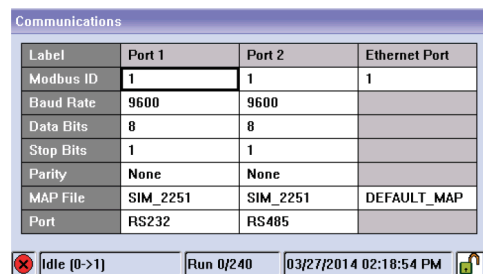 Communications
Label Port 1 Port 2 Ethernet Port
Modbus ID 1 1 1
Baud Rate 9600 9600
Data Bits 8 8
Stop Bits 1 1
Parity None None
MAP File SIM_2251 SIM_2251 DEFAULT_MAP
Port RS232 RS485
Idle (0->1) Run 0/240 03/27/2014 02:18:54 PM